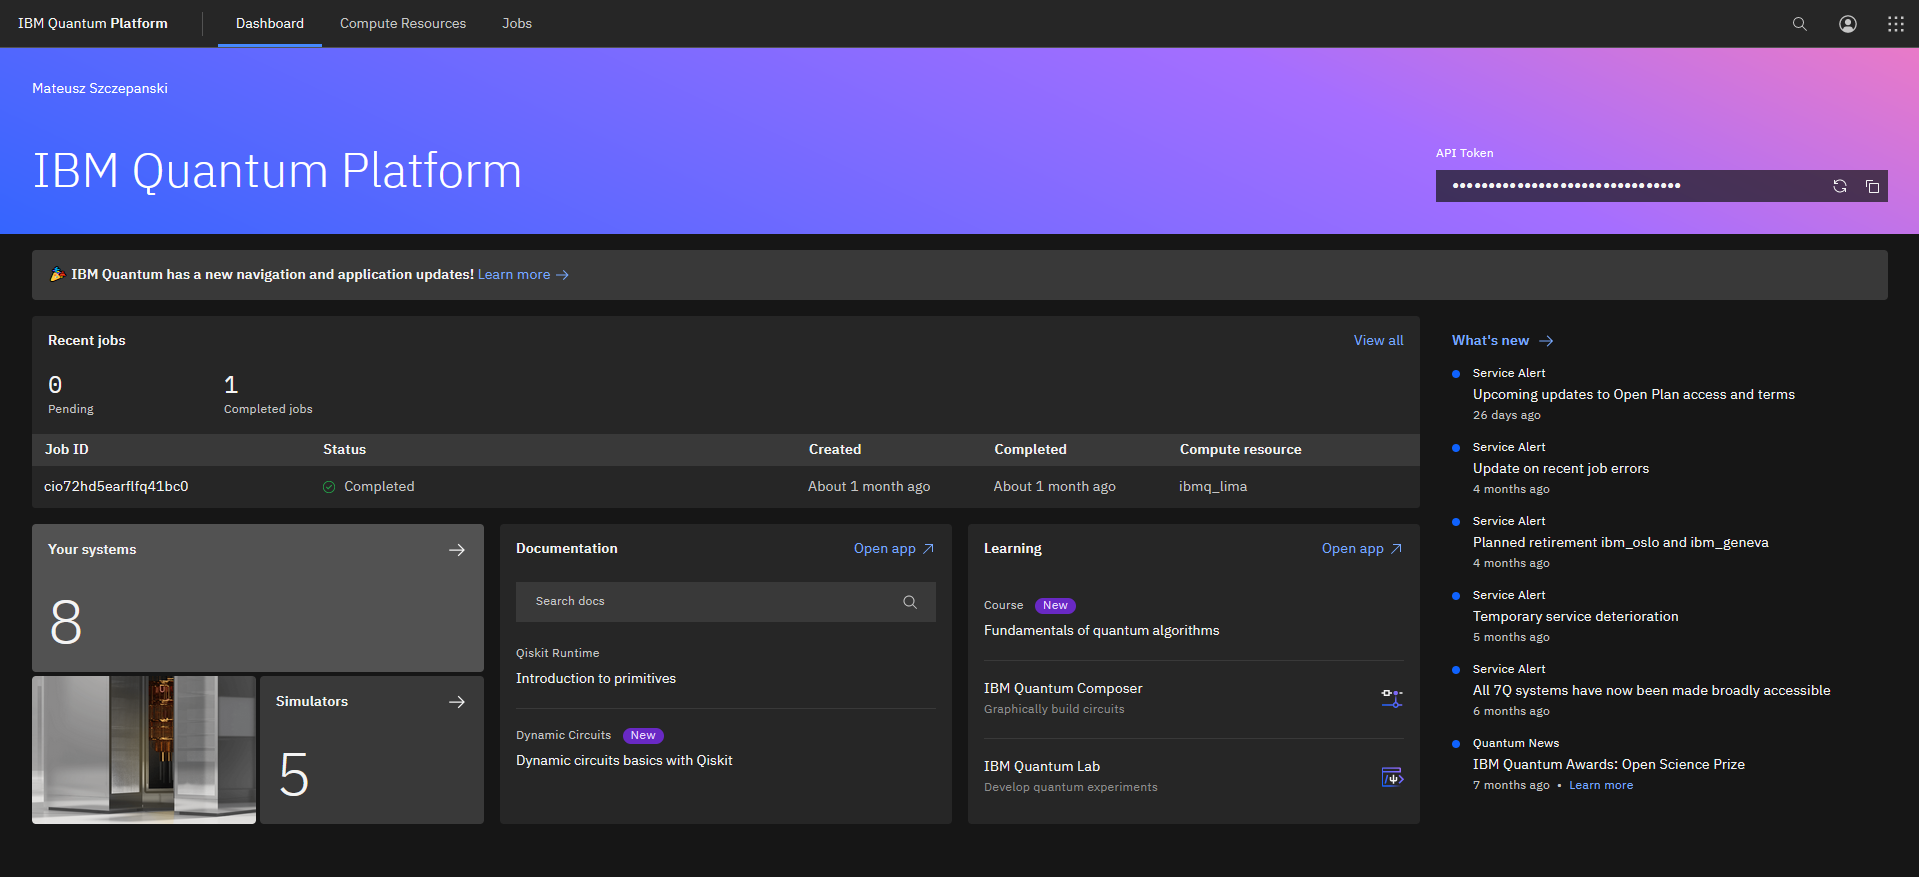 IBM Quantum Platform
Dashboard
Compute Resources
Jobs
Mateusz Szczepanski
IBM Quantum Platform
API Token
••••••••••••••••••••••••••••••••
IBM Quantum has a new navigation and application updates! Learn more
Recent jobs
View all
0
Pending
1
Completed jobs
Job ID Status Created Completed Compute resource
cio72hd5earflfq41bc0 Completed About 1 month ago About 1 month ago ibmq_lima
Your systems
8
Simulators
5
Documentation
Open app
Search docs
Qiskit Runtime
Introduction to primitives
Dynamic Circuits New
Dynamic circuits basics with Qiskit
Learning
Open app
Course New
Fundamentals of quantum algorithms
IBM Quantum Composer
Graphically build circuits
IBM Quantum Lab
Develop quantum experiments
What's new
Service Alert
Upcoming updates to Open Plan access and terms
26 days ago
Service Alert
Update on recent job errors
4 months ago
Service Alert
Planned retirement ibm_oslo and ibm_geneva
4 months ago
Service Alert
Temporary service deterioration
5 months ago
Service Alert
All 7Q systems have now been made broadly accessible
6 months ago
Quantum News
IBM Quantum Awards: Open Science Prize
7 months ago • Learn more